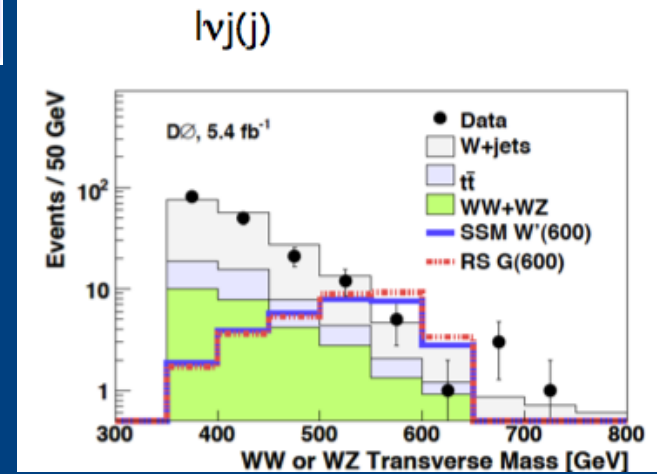 lνj(j)
DØ, 5.4 fb⁻¹
Data
W+jets
tt̄
WW+WZ
SSM W'(600)
RS G(600)
Events / 50 GeV
10²
10
1
300 400 500 600 700 800
WW or WZ Transverse Mass [GeV]